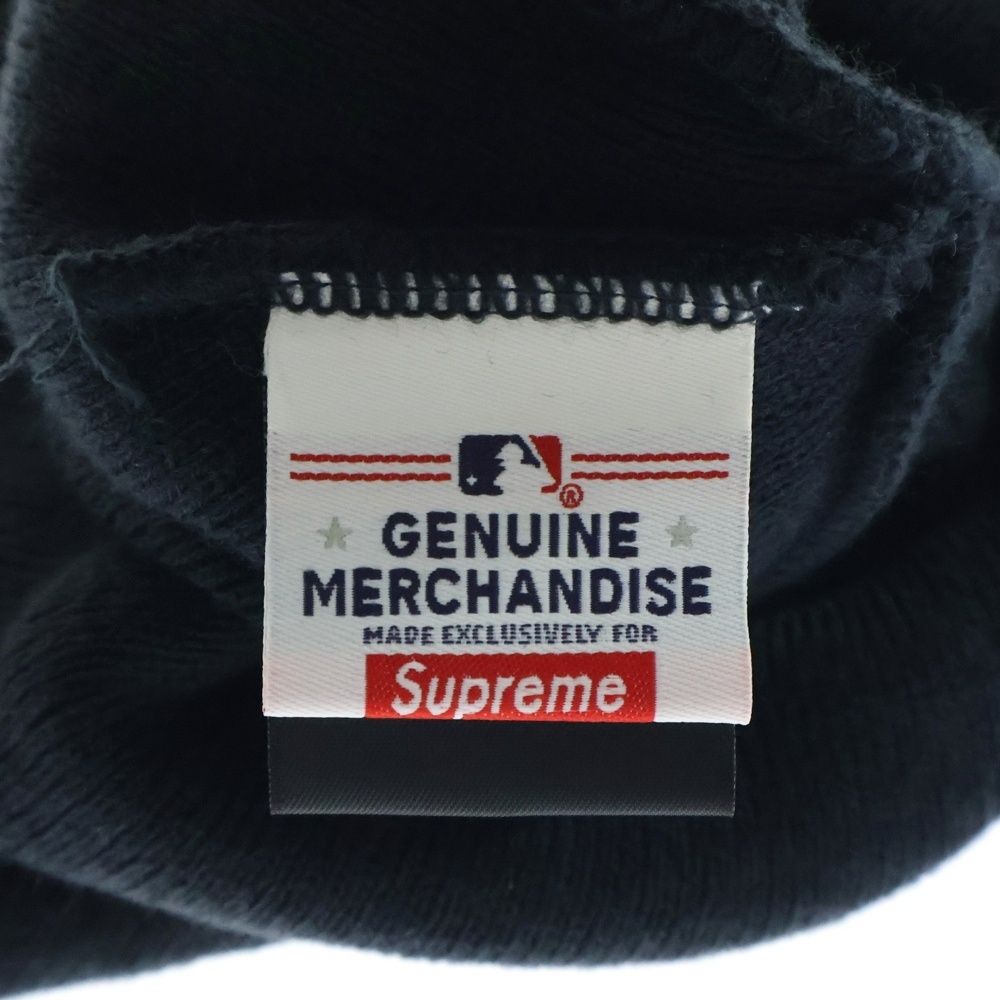 ®
GENUINE
MERCHANDISE
MADE EXCLUSIVELY FOR
Supreme